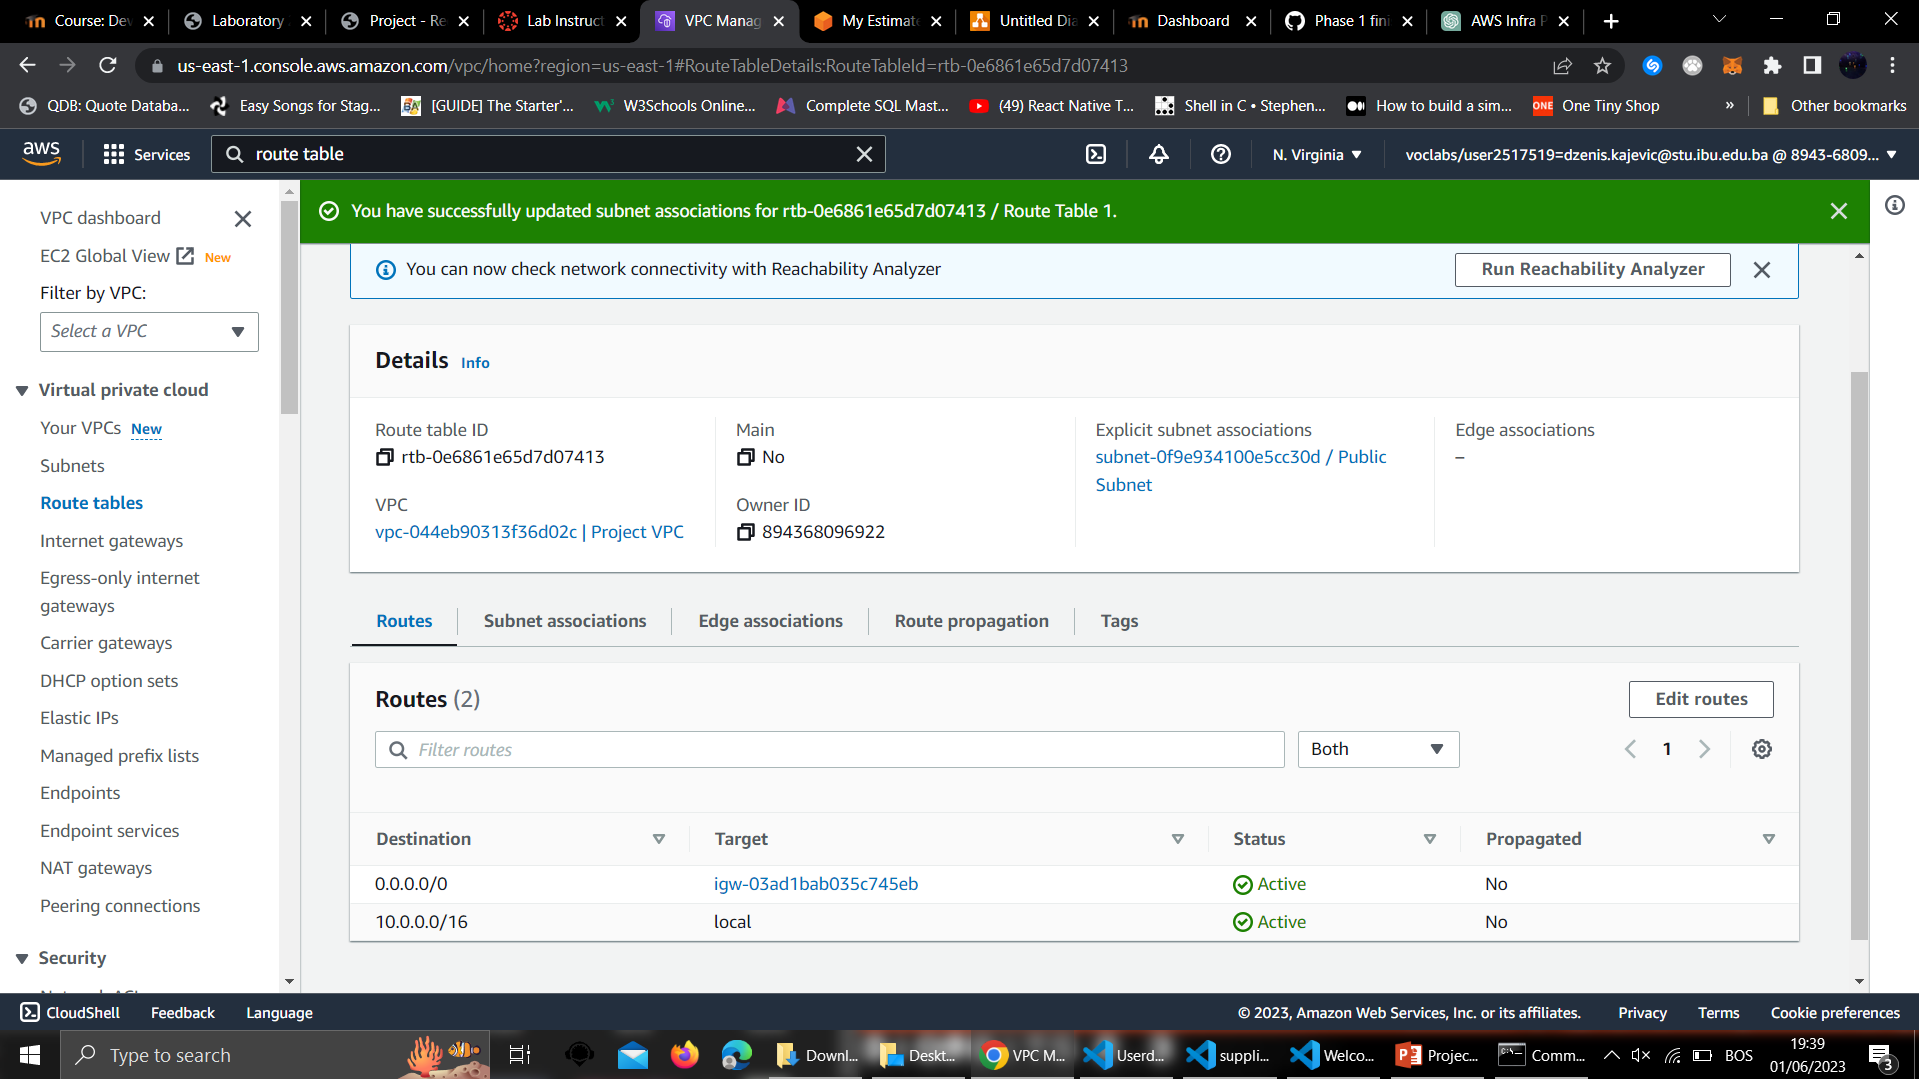 Course: Dev
Laboratory
Project - Re
Lab Instruct
VPC Manag
My Estimate
Untitled Dia
Dashboard
Phase 1 fini
AWS Infra P
us-east-1.console.aws.amazon.com/vpc/home?region=us-east-1#RouteTableDetails:RouteTableId=rtb-0e6861e65d7d07413
QDB: Quote Databa...
Easy Songs for Stag...
[GUIDE] The Starter'...
W3Schools Online...
Complete SQL Mast...
(49) React Native T...
Shell in C • Stephen...
How to build a sim...
ONE
One Tiny Shop
»
Other bookmarks
aws
Services
route table
N. Virginia
voclabs/user2517519=dzenis.kajevic@stu.ibu.edu.ba @ 8943-6809...
You have successfully updated subnet associations for rtb-0e6861e65d7d07413 / Route Table 1.
VPC dashboard
EC2 Global View New
Filter by VPC:
Select a VPC
Virtual private cloud
Your VPCs New
Subnets
Route tables
Internet gateways
Egress-only internet
gateways
Carrier gateways
DHCP option sets
Elastic IPs
Managed prefix lists
Endpoints
Endpoint services
NAT gateways
Peering connections
Security
You can now check network connectivity with Reachability Analyzer
Run Reachability Analyzer
Details Info
Route table ID
rtb-0e6861e65d7d07413
Main
No
Explicit subnet associations
subnet-0f9e934100e5cc30d / Public
Subnet
Edge associations
–
VPC
vpc-044eb90313f36d02c | Project VPC
Owner ID
894368096922
Routes
Subnet associations
Edge associations
Route propagation
Tags
Routes (2)
Edit routes
Filter routes
Both
1
Destination Target Status Propagated
0.0.0.0/0 igw-03ad1bab035c745eb Active No
10.0.0.0/16 local Active No
CloudShell
Feedback
Language
© 2023, Amazon Web Services, Inc. or its affiliates.
Privacy
Terms
Cookie preferences
Type to search
Downl...
Deskt...
VPC M...
Userd...
suppli...
Welco...
Projec...
Comm...
BOS
19:39
01/06/2023
3